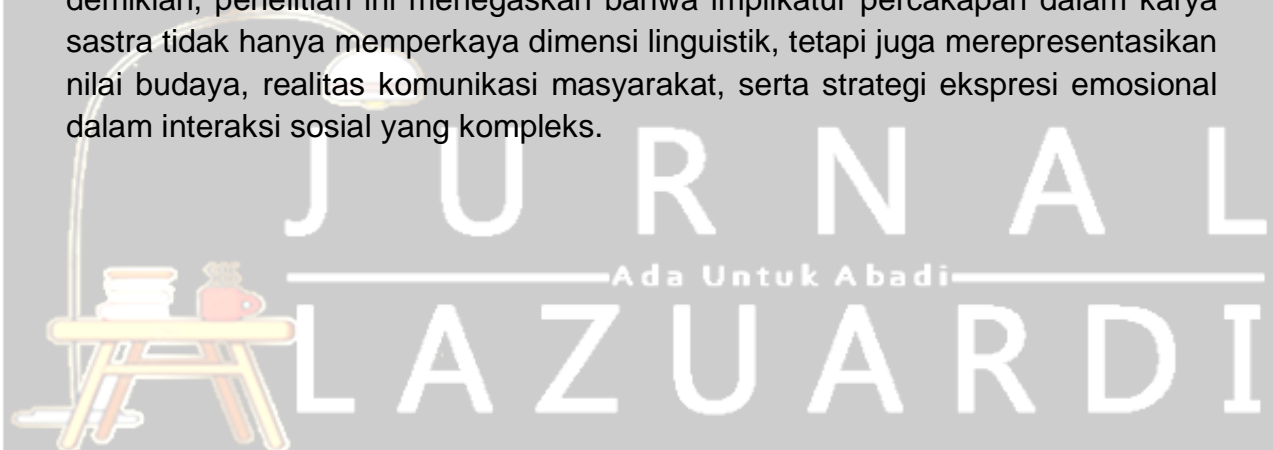 demikian, penelitian ini menegaskan bahwa implikatur percakapan dalam karya
sastra tidak hanya memperkaya dimensi linguistik, tetapi juga merepresentasikan
nilai budaya, realitas komunikasi masyarakat, serta strategi ekspresi emosional
dalam interaksi sosial yang kompleks.
JURNAL
Ada Untuk Abadi
LAZUARDI